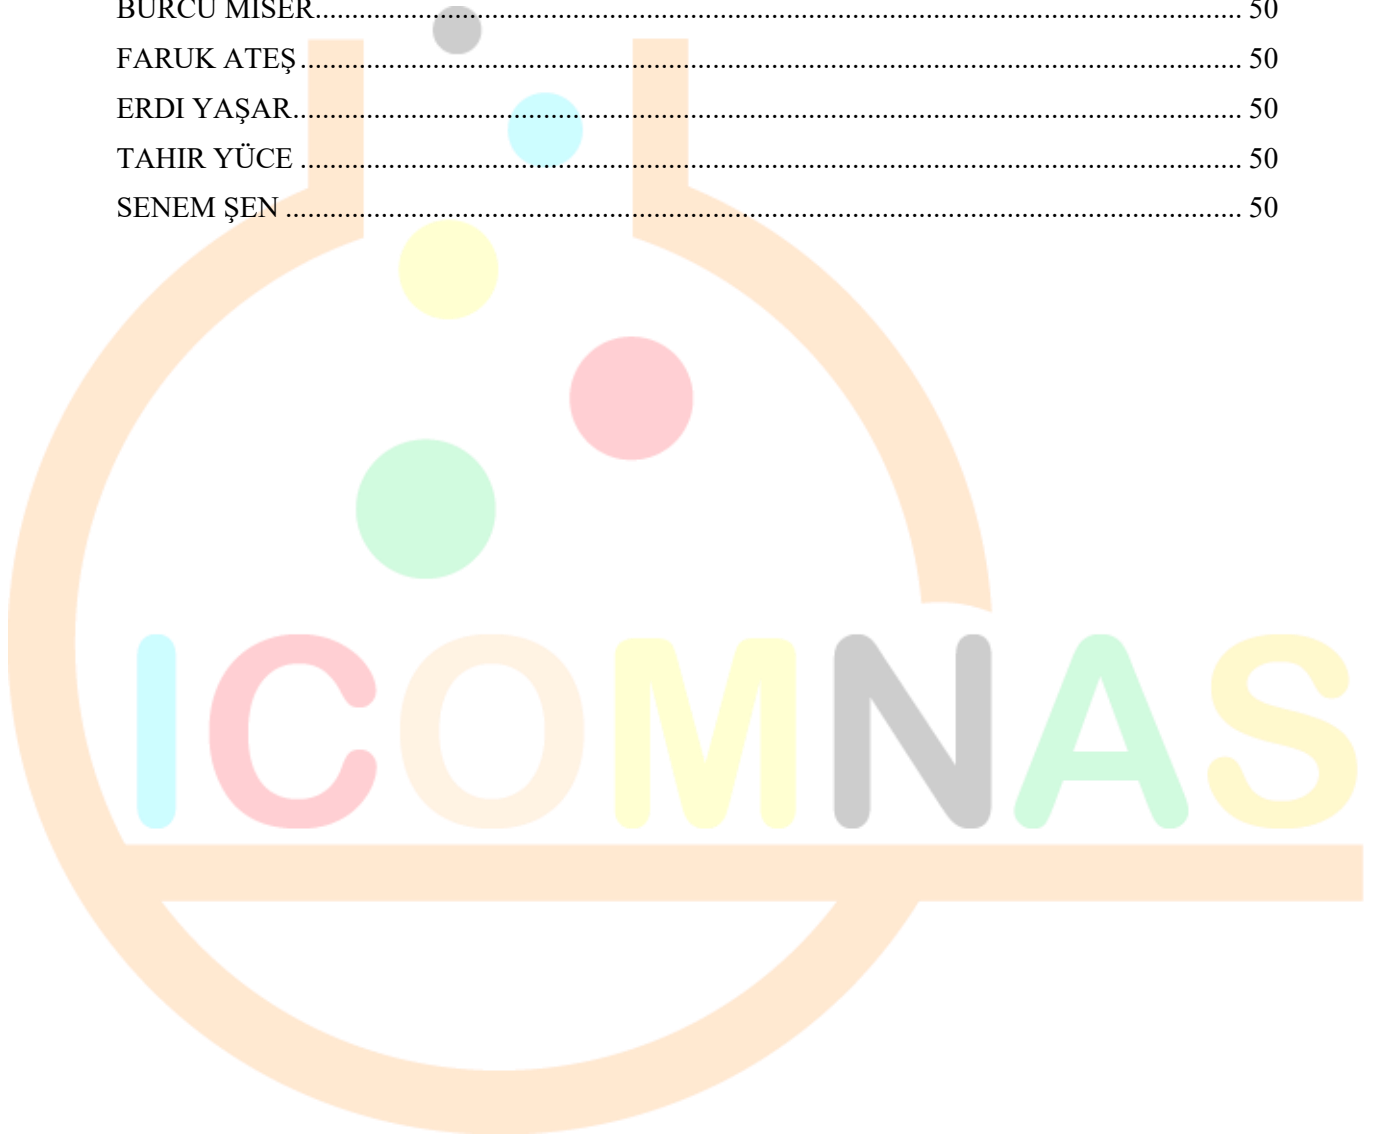 BURCU MISER........................................................................................................................... 50
FARUK ATEŞ............................................................................................................................. 50
ERDI YAŞAR.............................................................................................................................. 50
TAHIR YÜCE ............................................................................................................................. 50
SENEM ŞEN ............................................................................................................................... 50
ICOMNAS